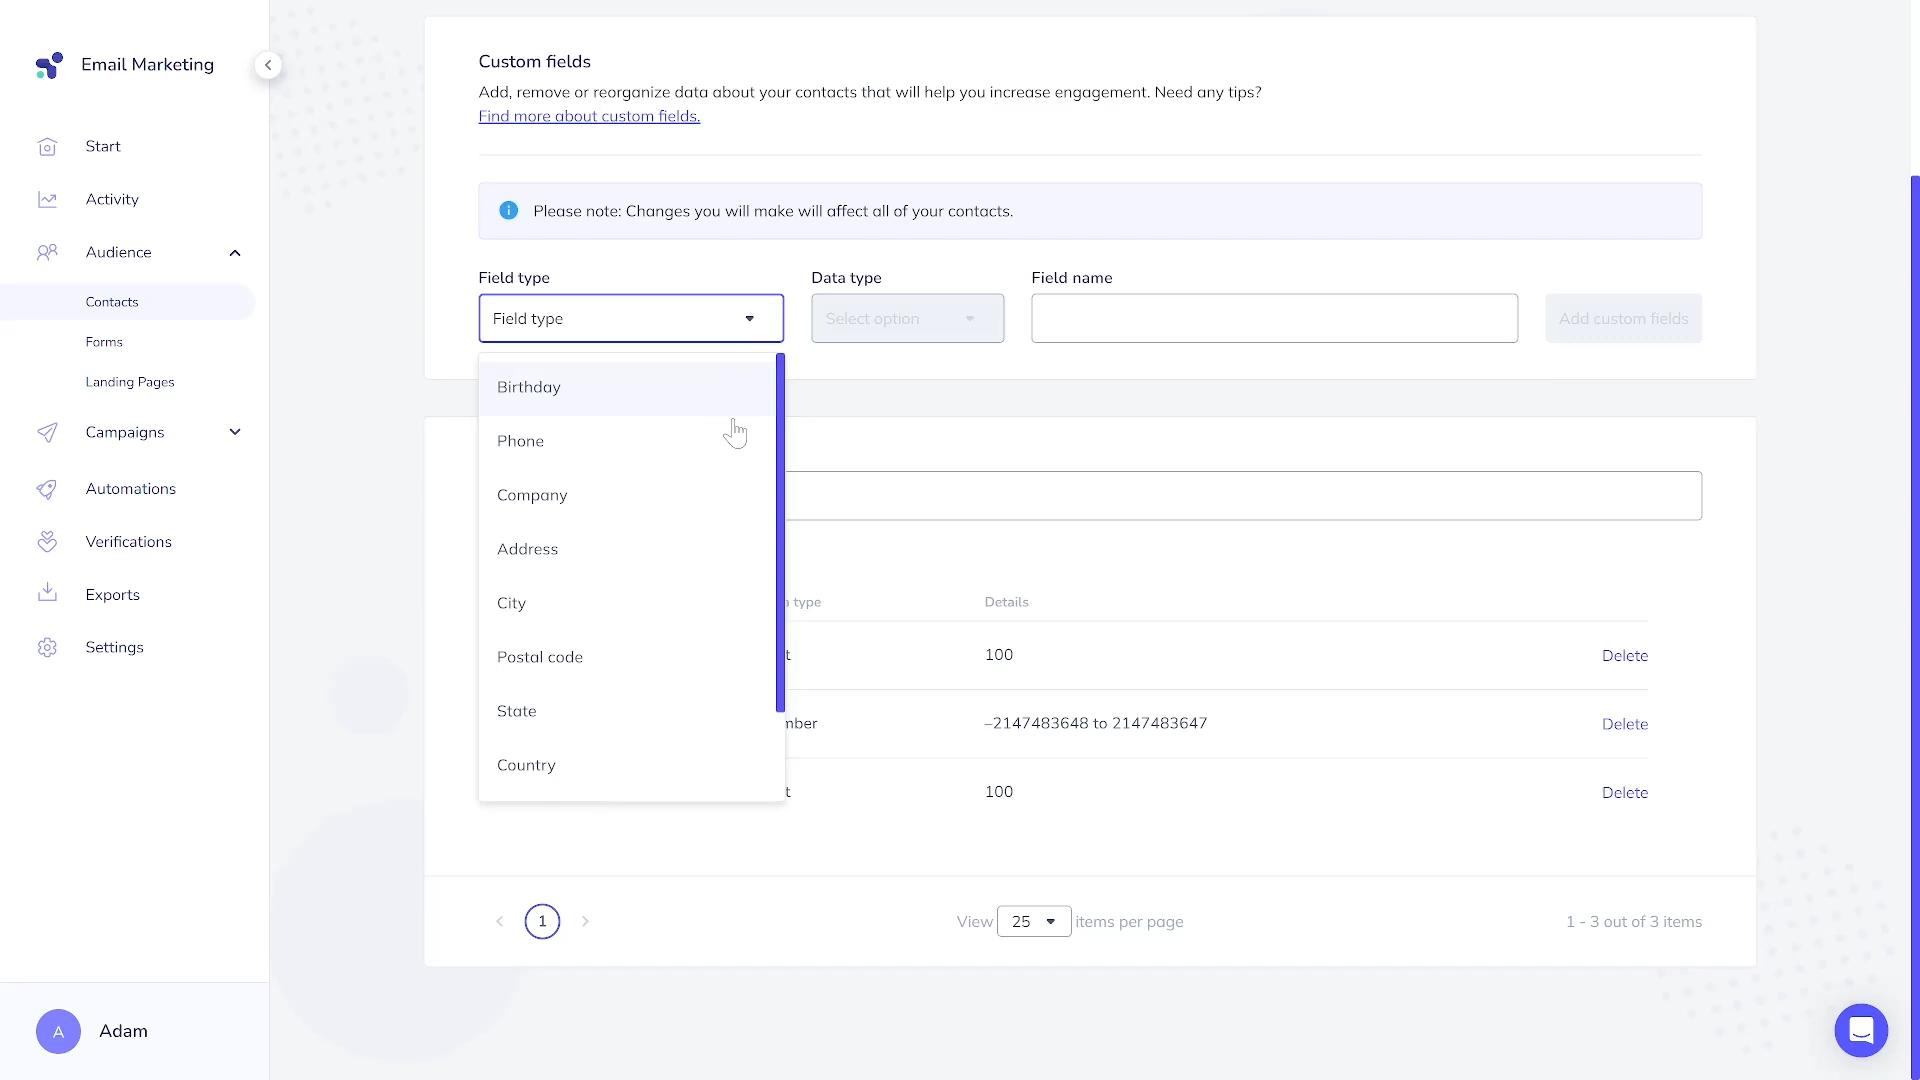 Email Marketing
Start
Activity
Audience
Contacts
Forms
Landing Pages
Campaigns
Automations
Verifications
Exports
Settings
A
Adam
Custom fields
Add, remove or reorganize data about your contacts that will help you increase engagement. Need any tips?
Find more about custom fields.
Please note: Changes you will make will affect all of your contacts.
Field type
Data type
Field name
Field type
Select option
Add custom fields
Birthday
Phone
Company
Address
City
Postal code
State
Country
type
Details
100
Delete
–2147483648 to 2147483647
Delete
100
Delete
1
View 25 items per page
1 - 3 out of 3 items